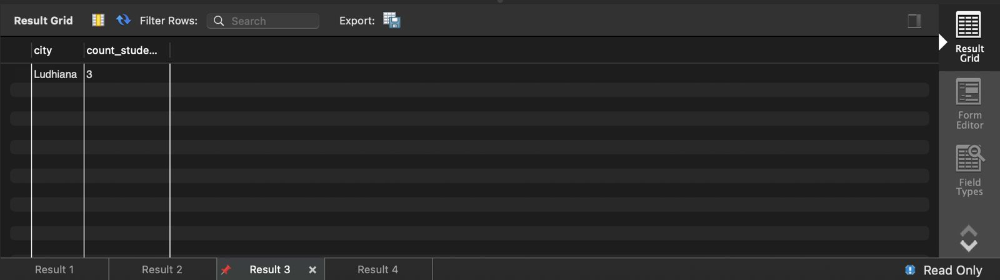 Result Grid Filter Rows: Search Export:
city count_stude...
Ludhiana 3
Result
Grid
Form
Editor
Field
Types
Result 1 Result 2 Result 3 Result 4 Read Only